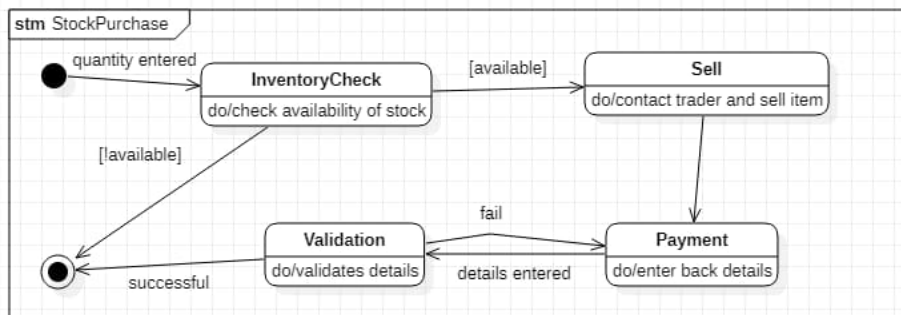 stm StockPurchase
quantity entered
InventoryCheck
do/check availability of stock
[available]
Sell
do/contact trader and sell item
[!available]
fail
Validation
do/validates details
Payment
do/enter back details
details entered
successful